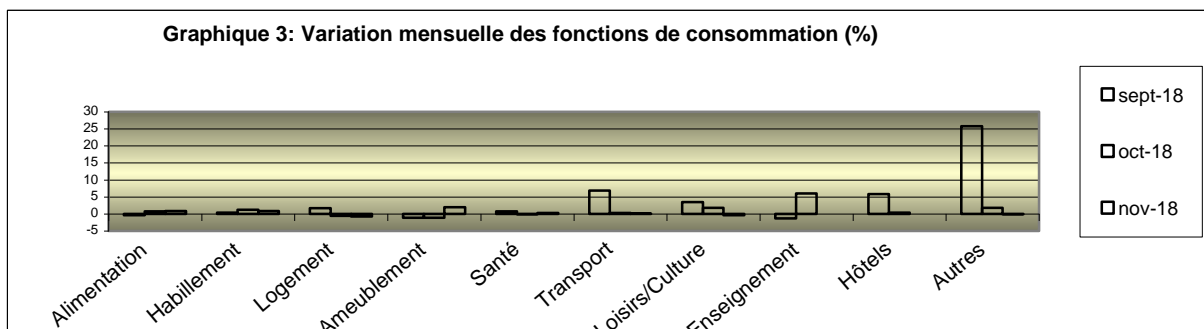 Graphique 3: Variation mensuelle des fonctions de consommation (%)
30
25
20
15
10
5
0
-5
Alimentation
Habillement
Logement
Ameublement
Santé
Transport
Loisirs/Culture
Enseignement
Hôtels
Autres
sept-18
oct-18
nov-18